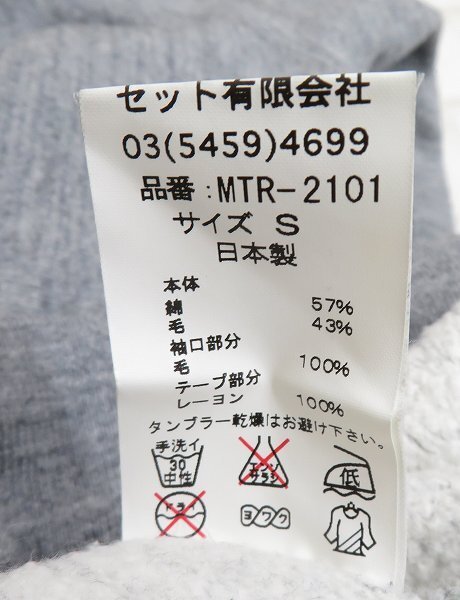 セット有限会社
03(5459)4699
品番:MTR-2101
サイズ S
日本製
本体
綿 57%
毛 43%
袖口部分
毛 100%
テープ部分
レーヨン 100%
タンブラー乾燥はお避け下さい。
手洗イ
30
中性
エンソ
サラシ
低
ドライ
ヨワク